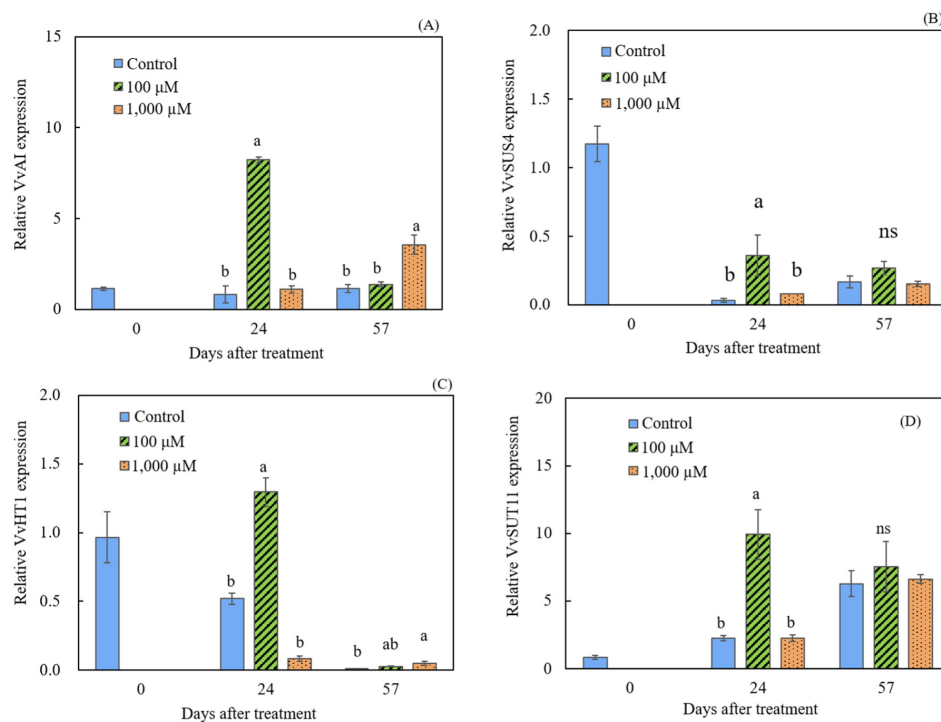 (A)
15
10
5
0
Relative VvAI expression
Control
100 µM
1,000 µM
b
a
b
b
b
a
0
24
57
Days after treatment
(B)
2.0
1.5
1.0
0.5
0.0
Relative VvSUS4 expression
Control
100 µM
1,000 µM
b
a
b
ns
0
24
57
Days after treatment
(C)
2.0
1.5
1.0
0.5
0.0
Relative VvHT1 expression
Control
100 µM
1,000 µM
b
a
b
b
ab
a
0
24
57
Days after treatment
(D)
20
15
10
5
0
Relative VvSUT11 expression
Control
100 µM
1,000 µM
b
a
b
ns
0
24
57
Days after treatment